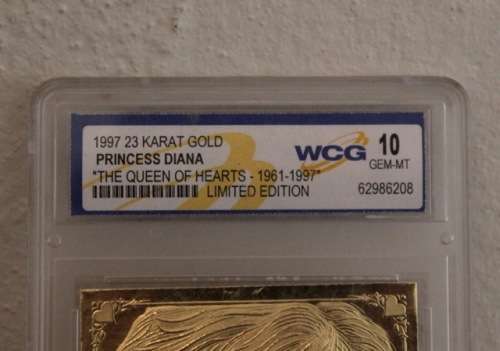 1997 23 KARAT GOLD
PRINCESS DIANA
"THE QUEEN OF HEARTS - 1961-1997"
LIMITED EDITION
WCG 10
GEM-MT
62986208